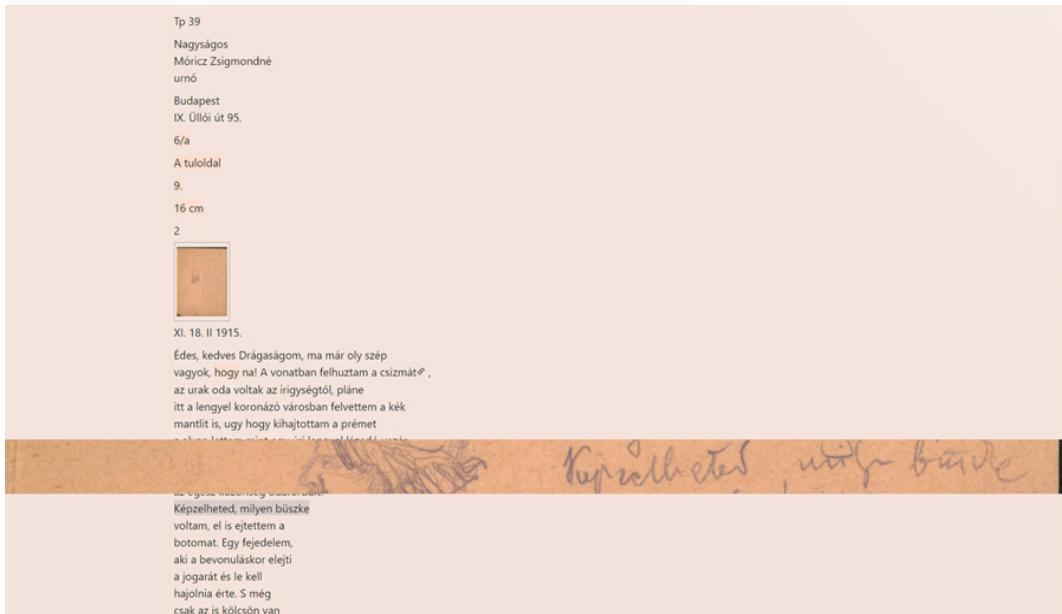 Tp 39
Nagyságos
Móricz Zsigmondné
urnő
Budapest
IX. Üllői út 95.
6/a
A tuloldal
9.
16 cm
2
XI. 18. II 1915.
Édes, kedves Drágaságom, ma már oly szép
vagyok, hogy na! A vonatban felhuztam a csizmát ,
az urak oda voltak az irigységtől, pláne
itt a lengyel koronázó városban felvettem a kék
mantlit is, ugy hogy kihajtottam a prémet
Képzelheted milyen büszke
Képzelheted, milyen büszke
voltam, el is ejtettem a
botomat. Egy fejedelem,
aki a bevonuláskor elejti
a jogarát és le kell
hajolnia érte. S még
csak az is kölcsön van